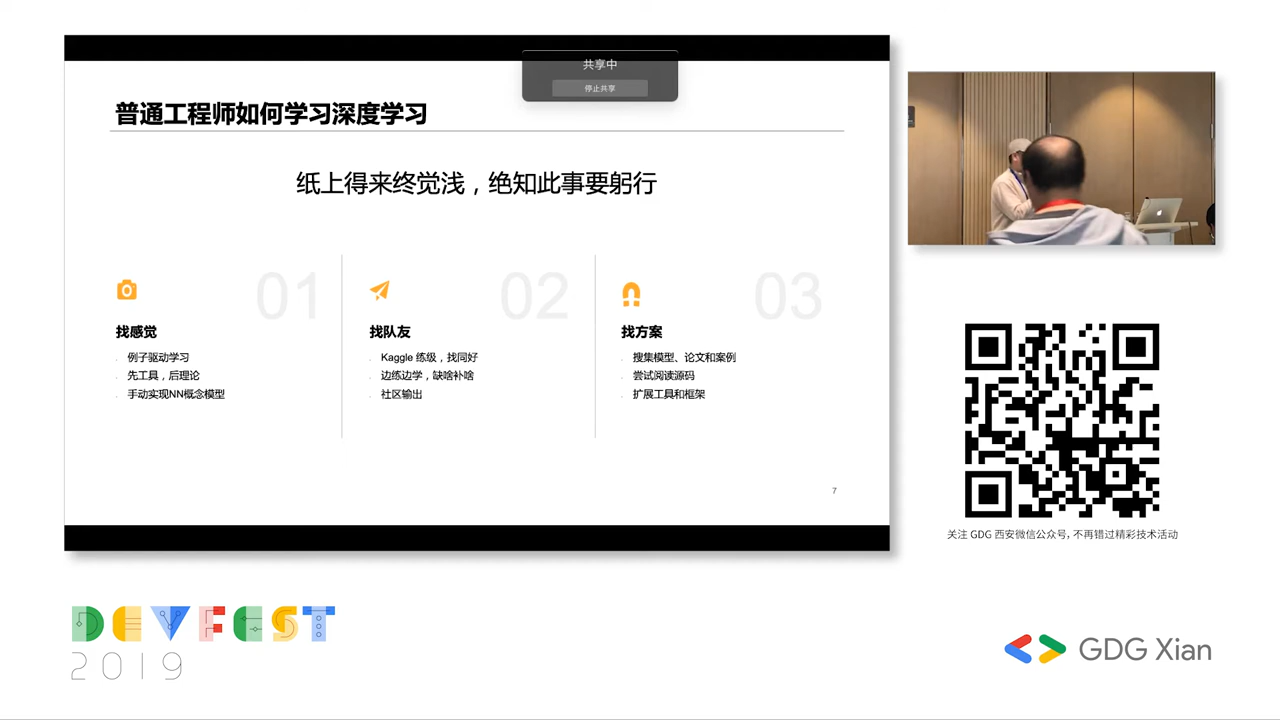 共享中
停止共享
普通工程师如何学习深度学习
纸上得来终觉浅，绝知此事要躬行
01
找感觉
例子驱动学习
先工具，后理论
手动实现NN概念模型
02
找队友
Kaggle 练级，找同好
边练边学，缺啥补啥
社区输出
03
找方案
搜集模型、论文和案例
尝试阅读源码
扩展工具和框架
7
关注 GDG 西安微信公众号, 不再错过精彩技术活动
DEVFEST
2019
GDG Xian